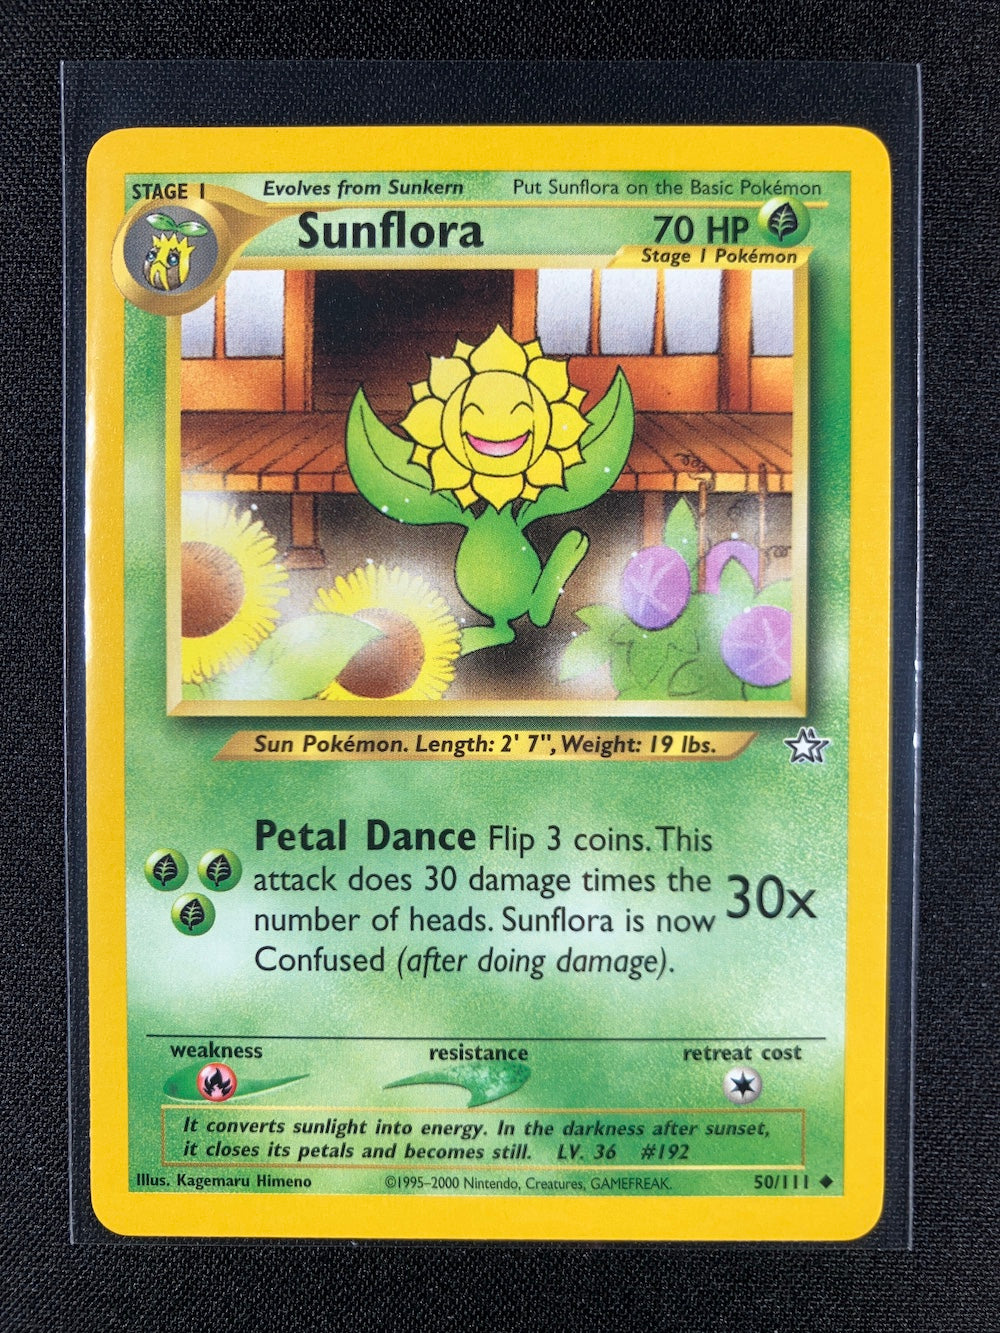 STAGE 1 Evolves from Sunkern Put Sunflora on the Basic Pokémon
Sunflora 70 HP
Stage 1 Pokémon
Sun Pokémon. Length: 2' 7", Weight: 19 lbs.
Petal Dance Flip 3 coins. This
attack does 30 damage times the
number of heads. Sunflora is now
Confused (after doing damage).
30x
weakness resistance retreat cost
It converts sunlight into energy. In the darkness after sunset,
it closes its petals and becomes still. LV. 36 #192
Illus. Kagemaru Himeno ©1995–2000 Nintendo, Creatures, GAMEFREAK. 50/111